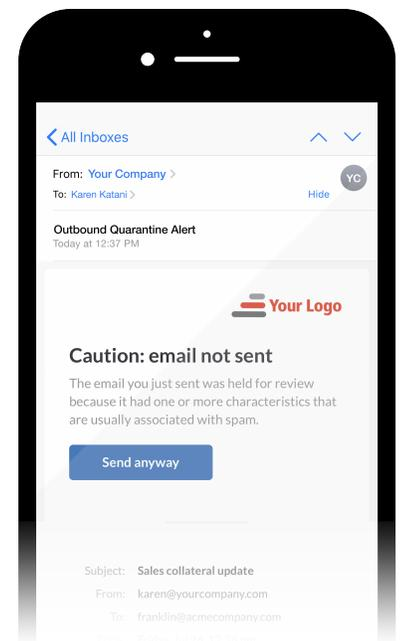 All Inboxes
From: Your Company
YC
To: Karen Katani
Hide
Outbound Quarantine Alert
Today at 12:37 PM
Your Logo
Caution: email not sent
The email you just sent was held for review
because it had one or more characteristics that
are usually associated with spam.
Send anyway
Subject: Sales collateral update
From: karen@yourcompany.com
To: franklin@acmecompany.com